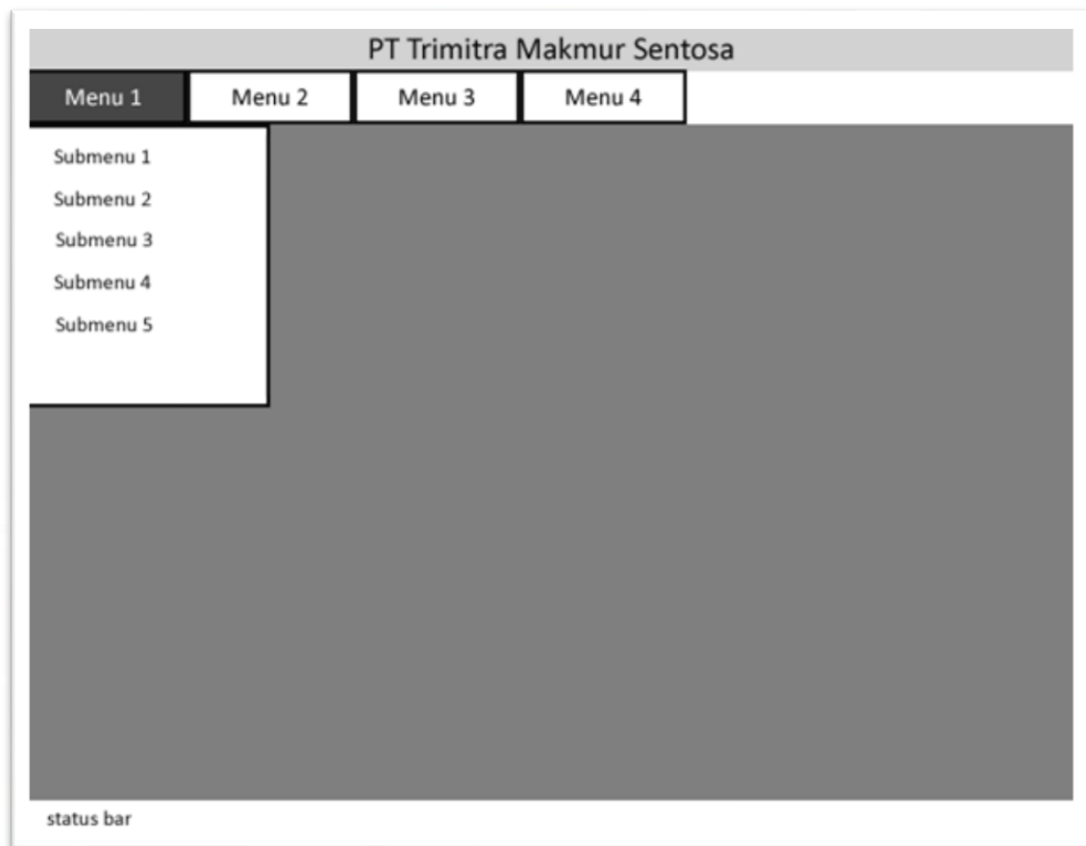 PT Trimitra Makmur Sentosa
Menu 1 Menu 2 Menu 3 Menu 4
Submenu 1
Submenu 2
Submenu 3
Submenu 4
Submenu 5
status bar